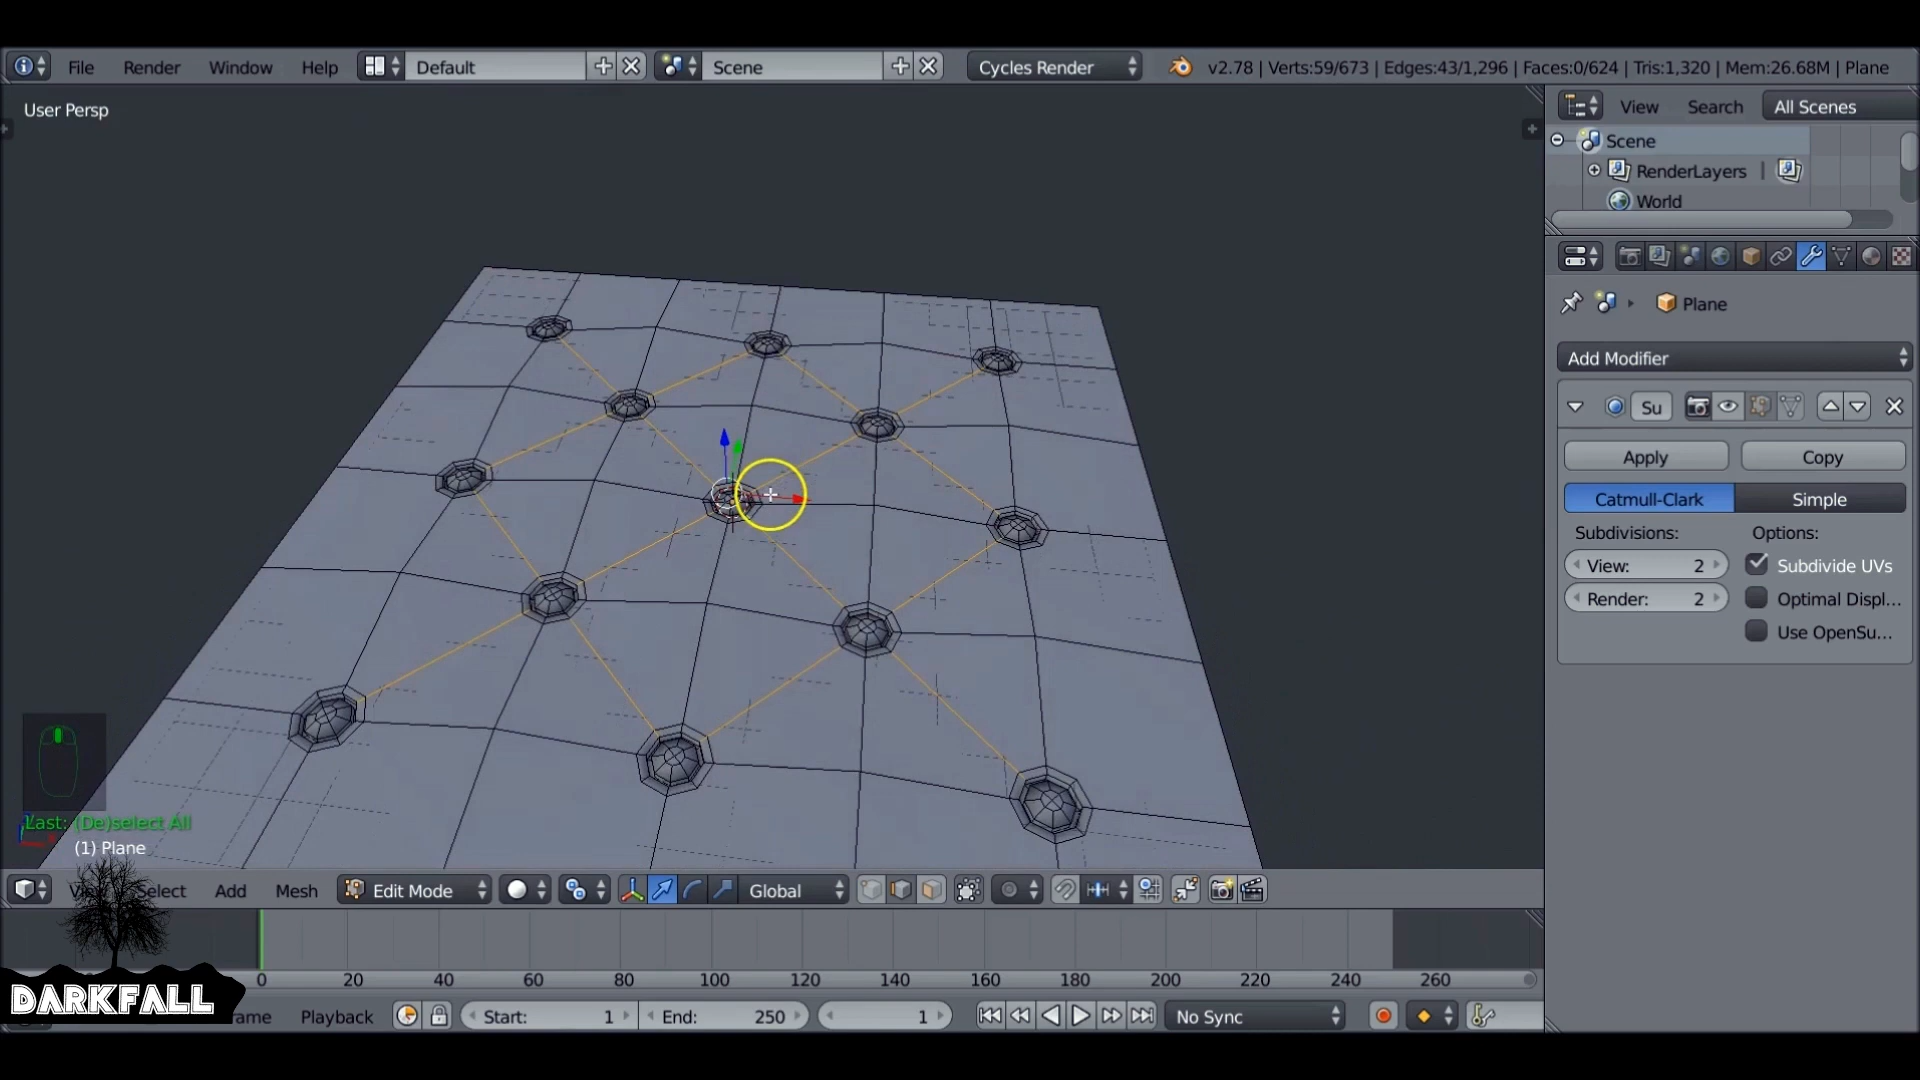 File Render Window Help Default Scene Cycles Render v2.78 | Verts:59/673 | Edges:43/1,296 | Faces:0/624 | Tris:1,320 | Mem:26.68M | Plane
User Persp
View Search All Scenes
Scene
RenderLayers
World
Plane
Add Modifier
Su
Apply Copy
Catmull-Clark Simple
Subdivisions: Options:
View: 2 Subdivide UVs
Render: 2 Optimal Displ...
Use OpenSu...
Last: (De)select All
(1) Plane
Select Add Mesh Edit Mode Global
0 20 40 60 80 100 120 140 160 180 200 220 240 260
DARKFALL
Playback Start: 1 End: 250 1 No Sync